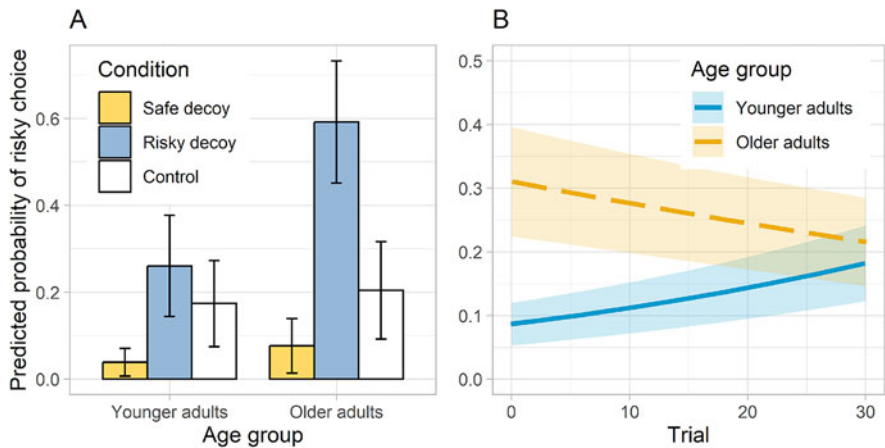 A
Predicted probability of risky choice
0.6
0.4
0.2
0.0
Condition
Safe decoy
Risky decoy
Control
Younger adults
Older adults
Age group
B
0.5
0.4
0.3
0.2
0.1
0.0
Age group
Younger adults
Older adults
0
10
20
30
Trial